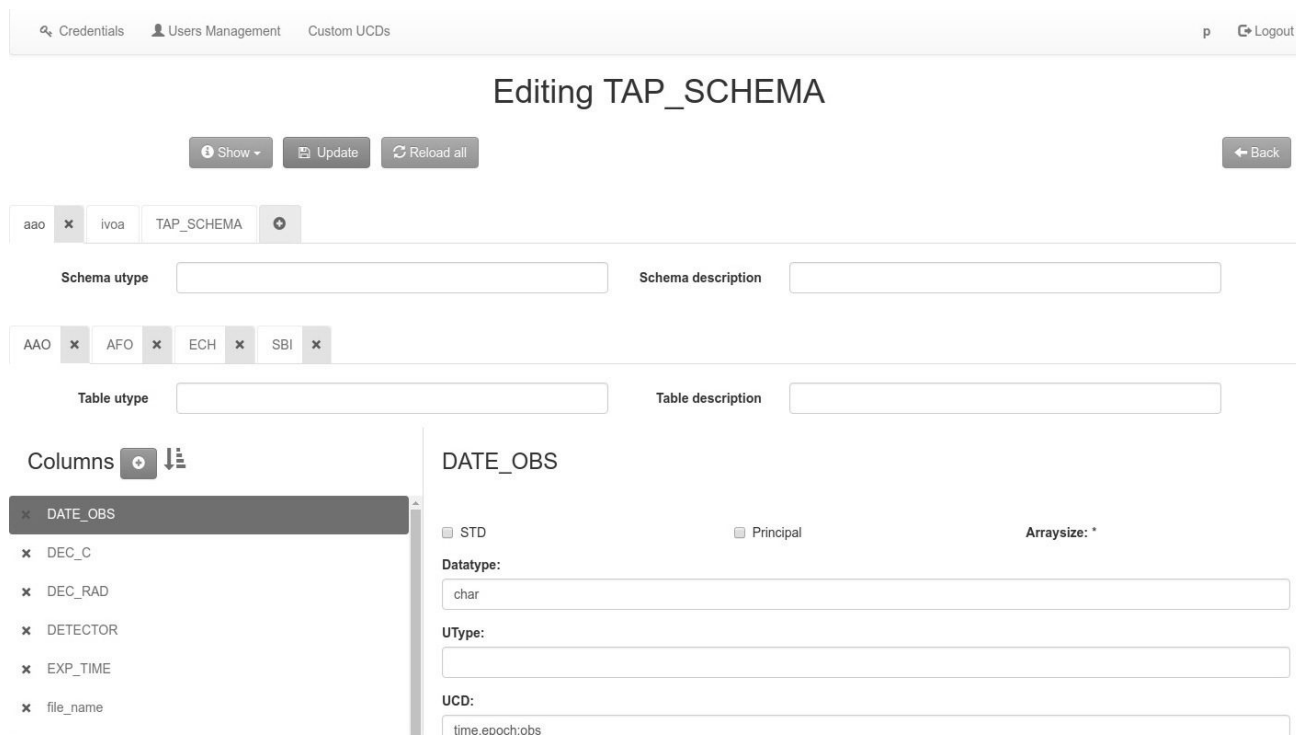 Credentials Users Management Custom UCDs p Logout
Editing TAP_SCHEMA
Show Update Reload all Back
aao ivoa TAP_SCHEMA
Schema utype Schema description
AAO AFO ECH SBI
Table utype Table description
Columns
DATE_OBS
DEC_C
DEC_RAD
DETECTOR
EXP_TIME
file_name
DATE_OBS
STD Principal Arraysize: *
Datatype:
char
UType:
UCD:
time.epoch;obs